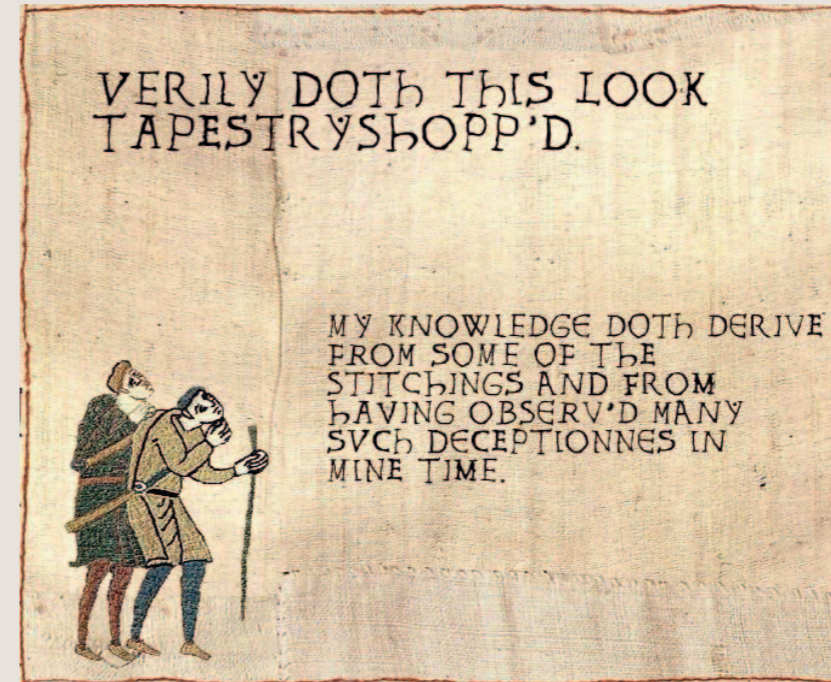 VERILY DOTh ThIS LOOK
TAPESTRYShOPP'D.
MY KNOWLEDGE DOTh DERIVE
FROM SOME OF ThE
STITChINGS AND FROM
hAVING OBSERV'D MANY
SVCh DECEPTIONNES IN
MINE TIME.